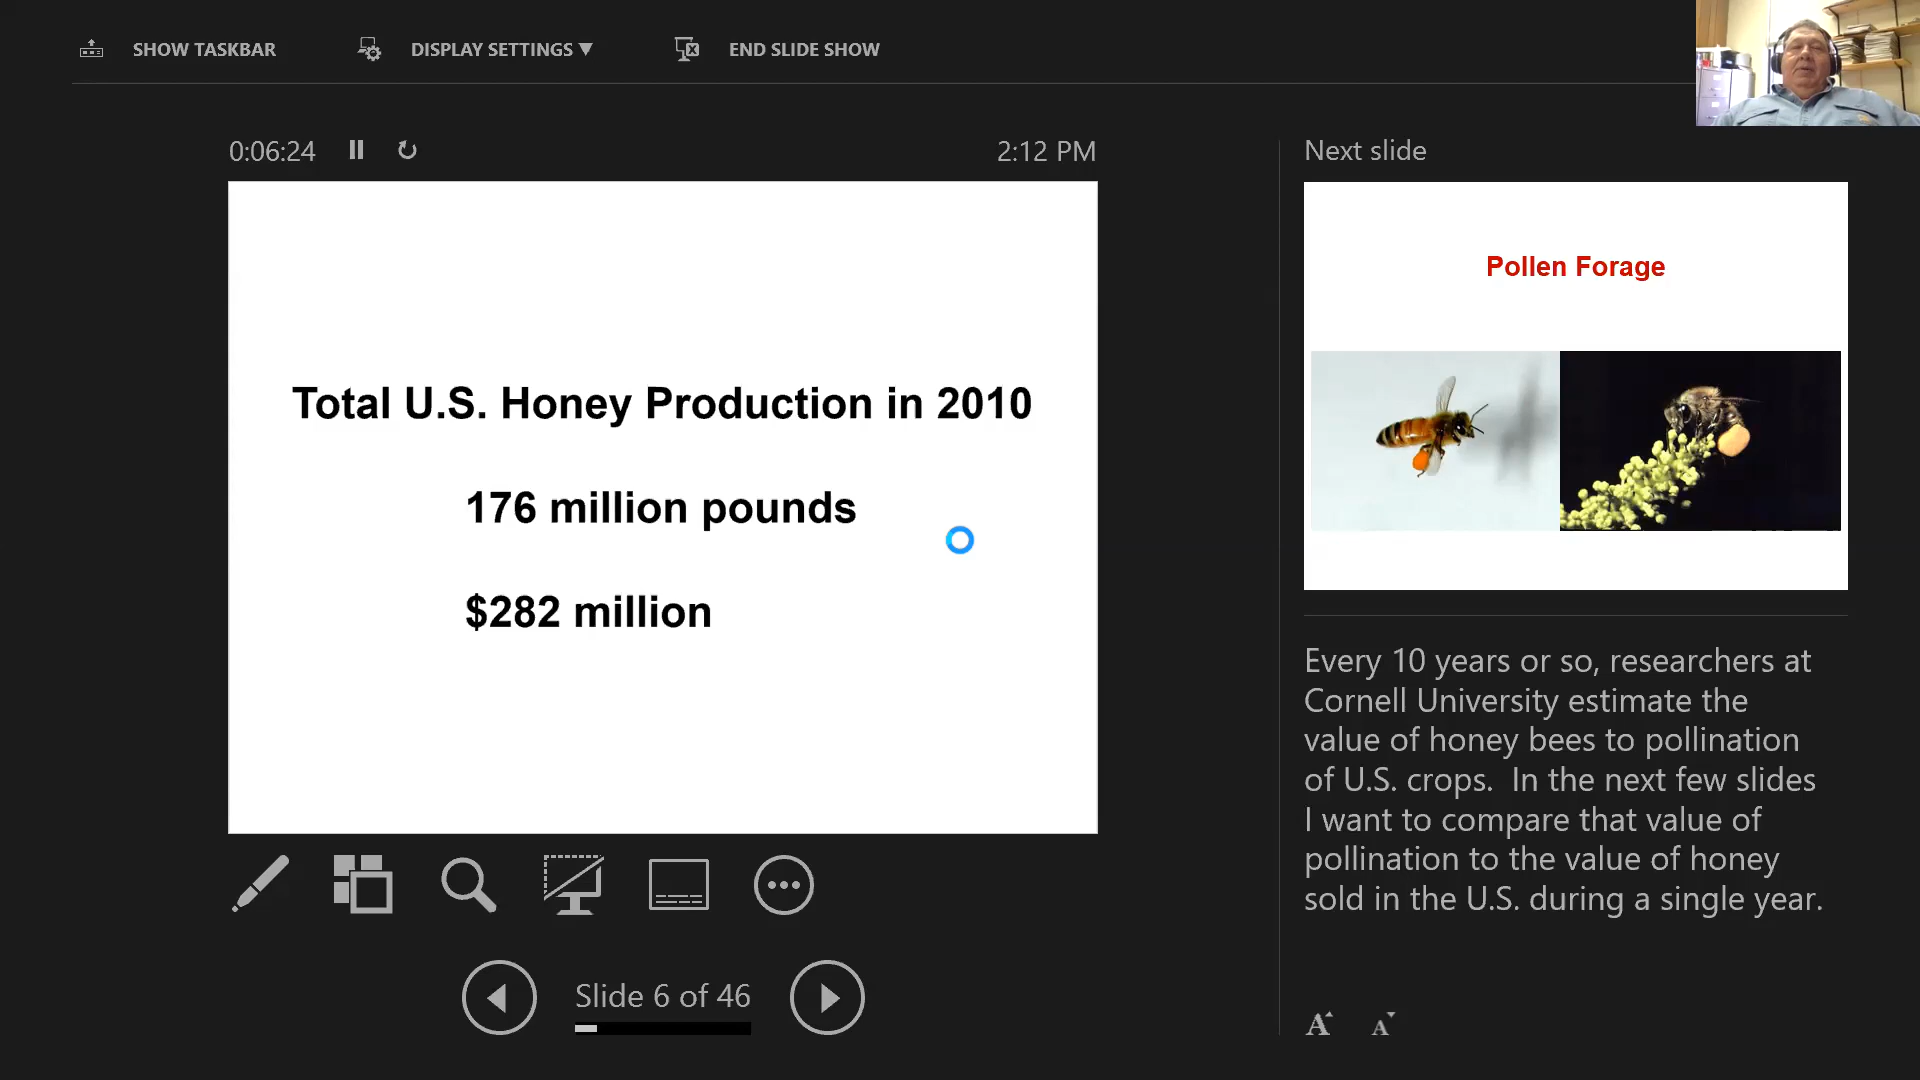 SHOW TASKBAR
DISPLAY SETTINGS ▼
END SLIDE SHOW
0:06:24
2:12 PM
Total U.S. Honey Production in 2010
176 million pounds
$282 million
Slide 6 of 46
Next slide
Pollen Forage
Every 10 years or so, researchers at
Cornell University estimate the
value of honey bees to pollination
of U.S. crops.  In the next few slides
I want to compare that value of
pollination to the value of honey
sold in the U.S. during a single year.
A A